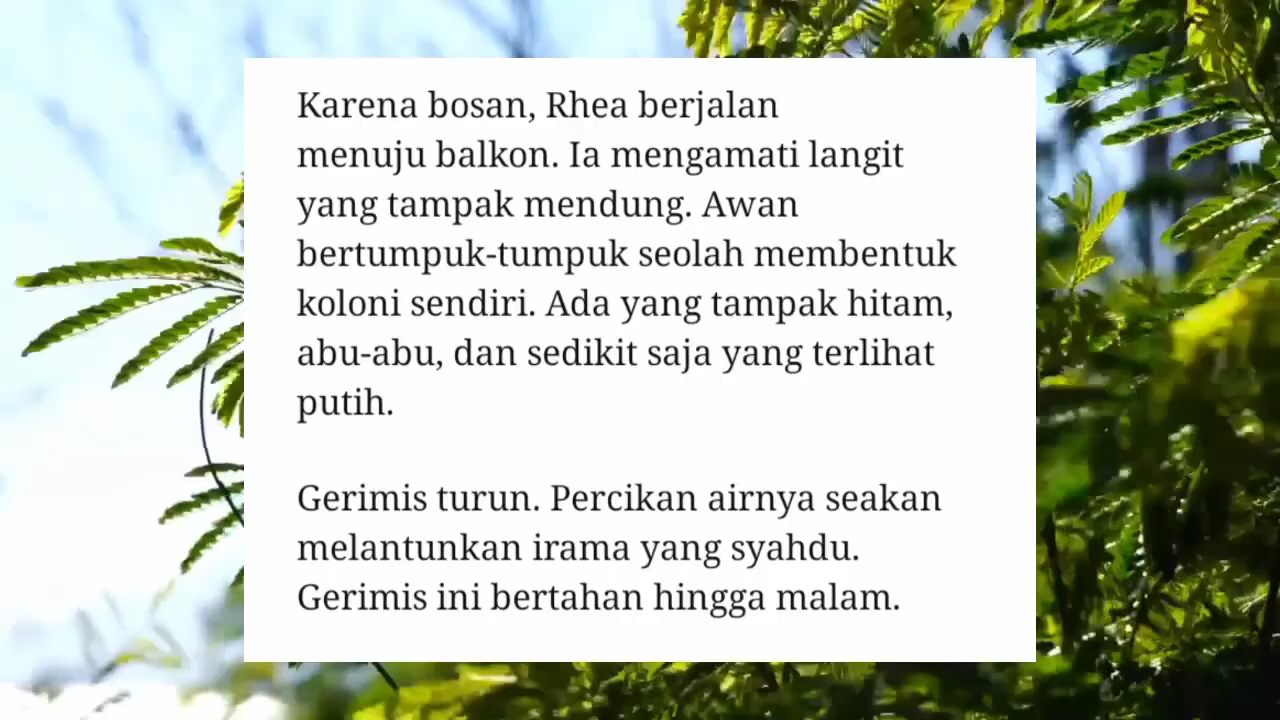 Karena bosan, Rhea berjalan
menuju balkon. Ia mengamati langit
yang tampak mendung. Awan
bertumpuk-tumpuk seolah membentuk
koloni sendiri. Ada yang tampak hitam,
abu-abu, dan sedikit saja yang terlihat
putih.
Gerimis turun. Percikan airnya seakan
melantunkan irama yang syahdu.
Gerimis ini bertahan hingga malam.